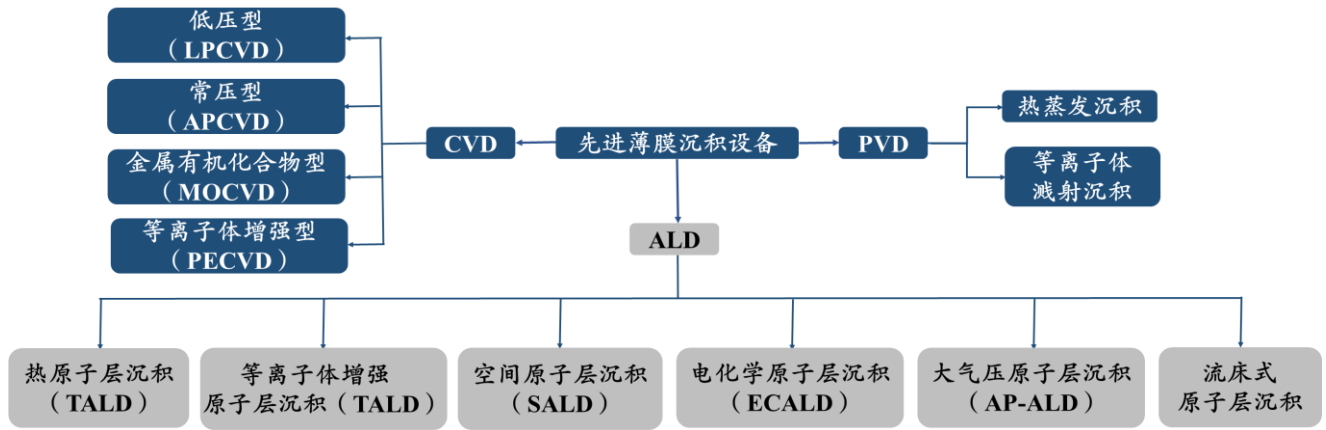 低压型
（LPCVD）
常压型
（APCVD）
金属有机化合物型
（MOCVD）
等离子体增强型
（PECVD）
CVD
先进薄膜沉积设备
PVD
热蒸发沉积
等离子体
溅射沉积
ALD
热原子层沉积
（TALD）
等离子体增强
原子层沉积（TALD）
空间原子层沉积
（SALD）
电化学原子层沉积
（ECALD）
大气压原子层沉积
（AP-ALD）
流床式
原子层沉积